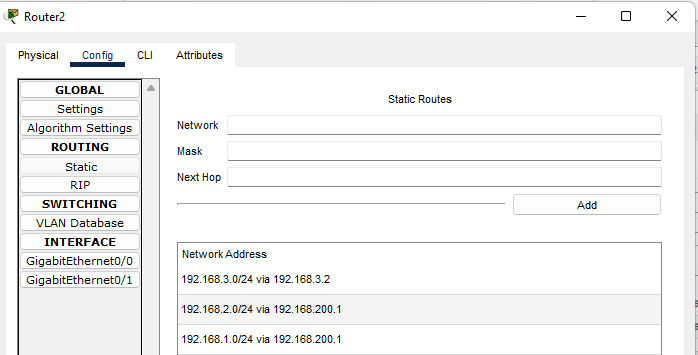 Router2
Physical Config CLI Attributes
GLOBAL
Settings
Algorithm Settings
ROUTING
Static
RIP
SWITCHING
VLAN Database
INTERFACE
GigabitEthernet0/0
GigabitEthernet0/1
Static Routes
Network
Mask
Next Hop
Add
Network Address
192.168.3.0/24 via 192.168.3.2
192.168.2.0/24 via 192.168.200.1
192.168.1.0/24 via 192.168.200.1